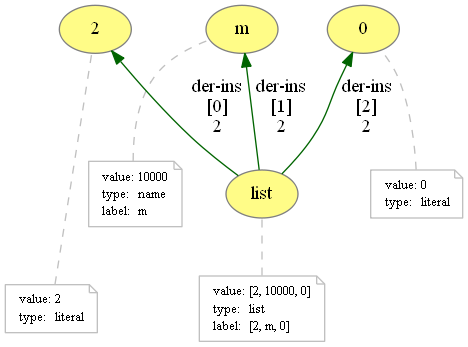 2
m
0
der-ins
[0]
2
der-ins
[1]
2
der-ins
[2]
2
value: 10000
type: name
label: m
list
value: 0
type: literal
value: 2
type: literal
value: [2, 10000, 0]
type: list
label: [2, m, 0]